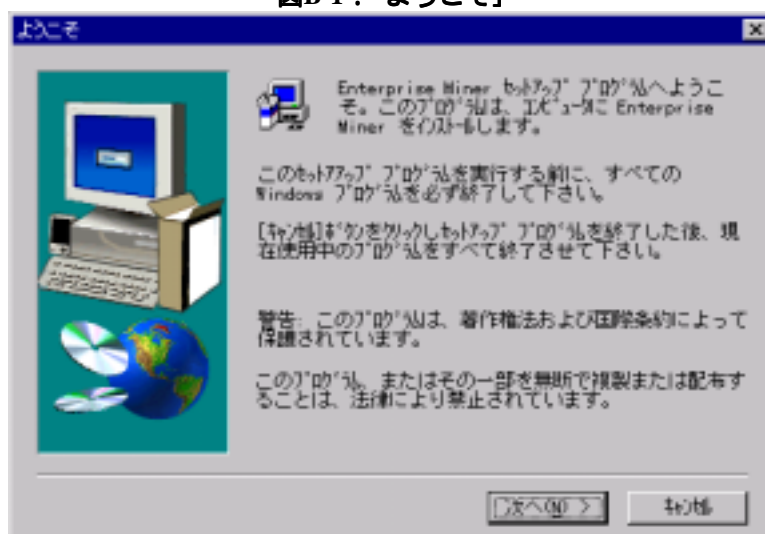 ようこそ
Enterprise Miner ｾｯﾄｱｯﾌﾟ ﾌﾟﾛｸﾞﾗﾑへようこ
そ。このﾌﾟﾛｸﾞﾗﾑは、ｺﾝﾋﾟｭｰﾀに Enterprise
Miner をｲﾝｽﾄｰﾙします。
このｾｯﾄｱｯﾌﾟ ﾌﾟﾛｸﾞﾗﾑを実行する前に、すべての
Windows ﾌﾟﾛｸﾞﾗﾑを必ず終了して下さい。
[ｷｬﾝｾﾙ]ﾎﾞﾀﾝをｸﾘｯｸしｾｯﾄｱｯﾌﾟ ﾌﾟﾛｸﾞﾗﾑを終了した後、現
在使用中のﾌﾟﾛｸﾞﾗﾑをすべて終了させて下さい。
警告: このﾌﾟﾛｸﾞﾗﾑは、著作権法および国際条約によって
保護されています。
このﾌﾟﾛｸﾞﾗﾑ、またはその一部を無断で複製または配布す
ることは、法律により禁止されています。
次へ(N) >
ｷｬﾝｾﾙ